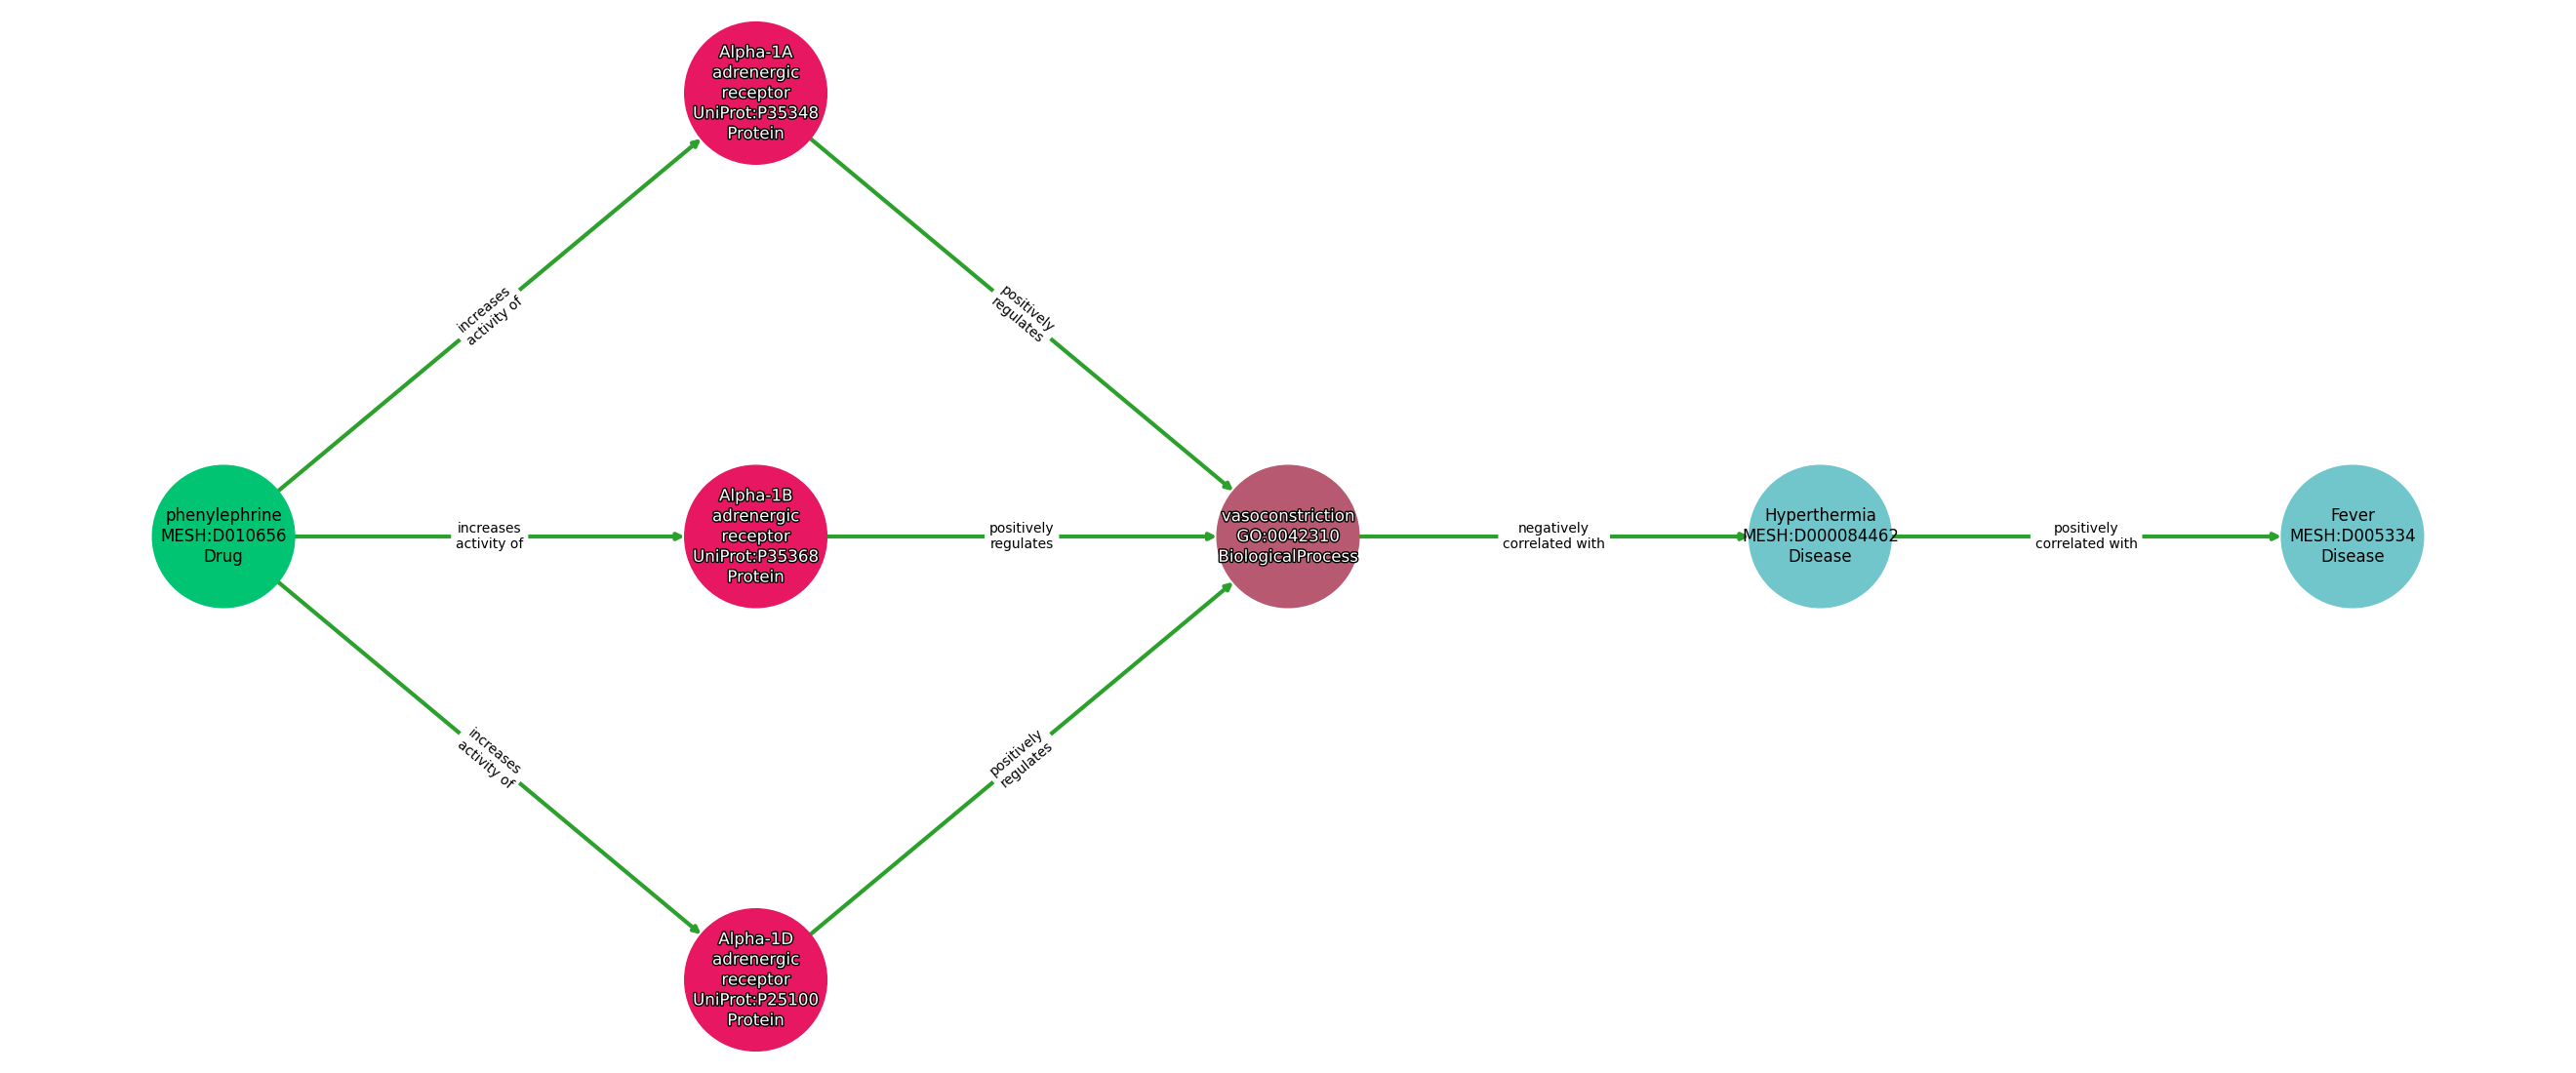 Alpha-1A
adrenergic
receptor
UniProt:P35348
Protein
increases
activity of
positively
regulates
phenylephrine
MESH:D010656
Drug
increases
activity of
Alpha-1B
adrenergic
receptor
UniProt:P35368
Protein
positively
regulates
vasoconstriction
GO:0042310
BiologicalProcess
negatively
correlated with
Hyperthermia
MESH:D000084462
Disease
positively
correlated with
Fever
MESH:D005334
Disease
increases
activity of
positively
regulates
Alpha-1D
adrenergic
receptor
UniProt:P25100
Protein